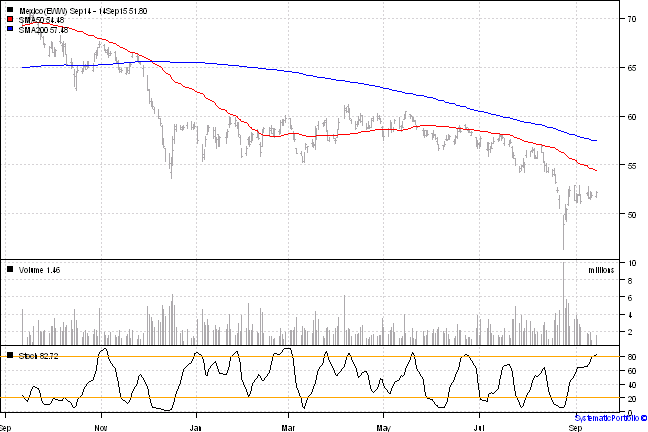 Mexico(EWW) Sep14 - 14Sep15 51.80
SMA50 54.48
SMA200 57.48
70
65
60
55
50
Volume 1.46
millions
10
8
6
4
2
Stoch 82.72
80
60
40
20
0
Sep Nov Jan Mar May Jul Sep
SystematicPortfolio ©